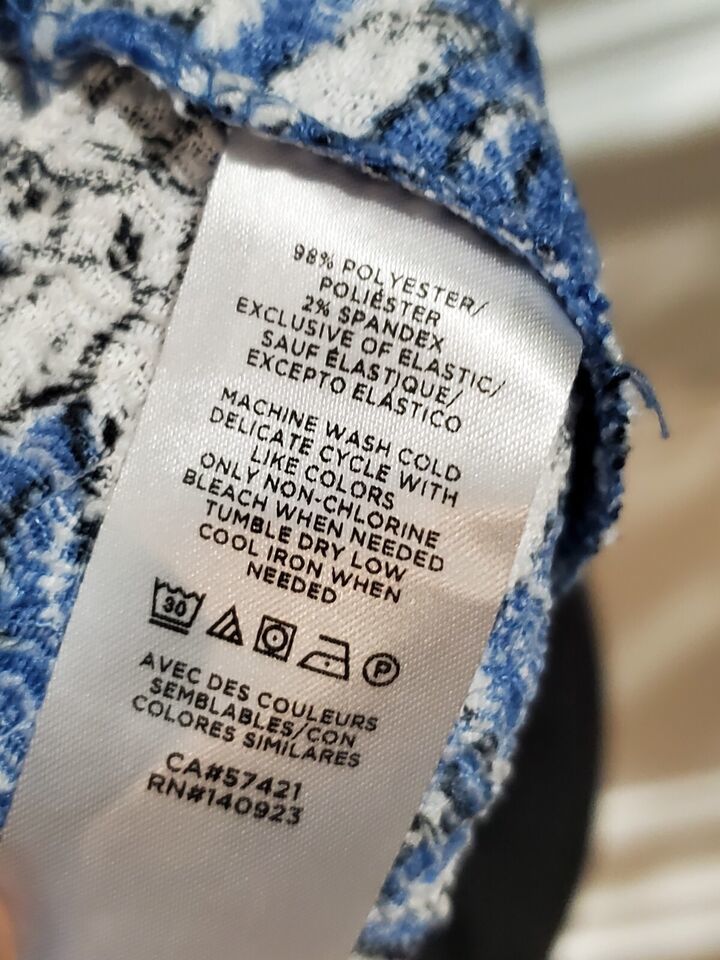 98% POLYESTER/
POLIÉSTER
2% SPANDEX
EXCLUSIVE OF ELASTIC/
SAUF ÉLASTIQUE/
EXCEPTO ELÁSTICO
MACHINE WASH COLD
DELICATE CYCLE WITH
LIKE COLORS
ONLY NON-CHLORINE
BLEACH WHEN NEEDED
TUMBLE DRY LOW
COOL IRON WHEN
NEEDED
30 P
AVEC DES COULEURS
SEMBLABLES/CON
COLORES SIMILARES
CA#57421
RN#140923